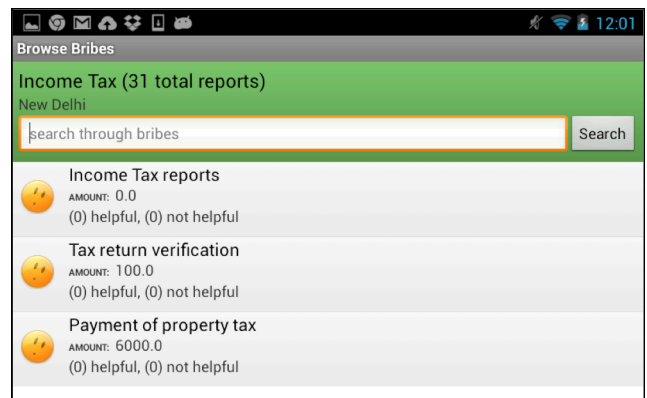 12:01
Browse Bribes
Income Tax (31 total reports)
New Delhi
search through bribes
Search
Income Tax reports
AMOUNT: 0.0
(0) helpful, (0) not helpful
Tax return verification
AMOUNT: 100.0
(0) helpful, (0) not helpful
Payment of property tax
AMOUNT: 6000.0
(0) helpful, (0) not helpful